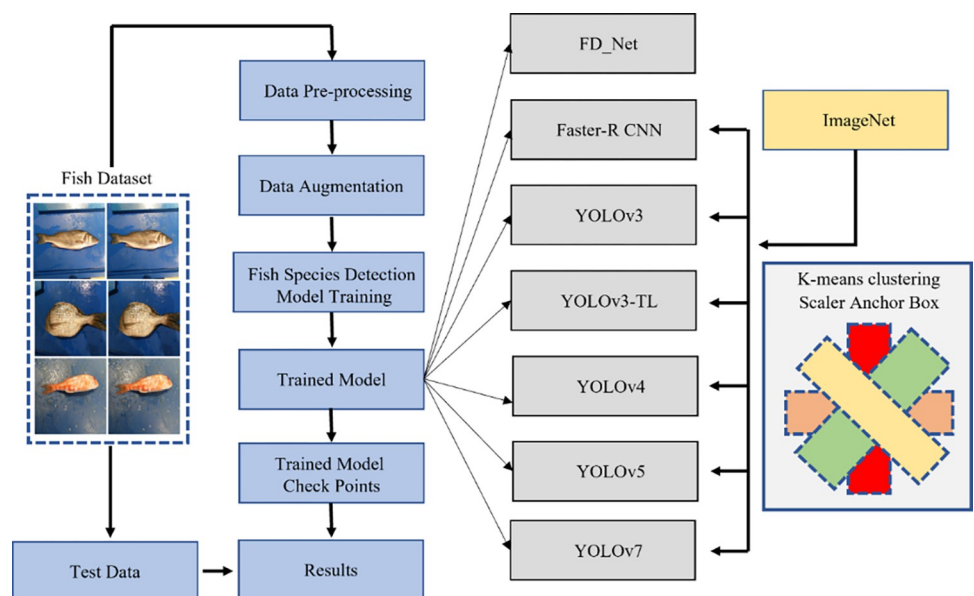 Fish Dataset
Test Data
Data Pre-processing
Data Augmentation
Fish Species Detection
Model Training
Trained Model
Trained Model
Check Points
Results
FD_Net
Faster-R CNN
YOLOv3
YOLOv3-TL
YOLOv4
YOLOv5
YOLOv7
ImageNet
K-means clustering
Scaler Anchor Box